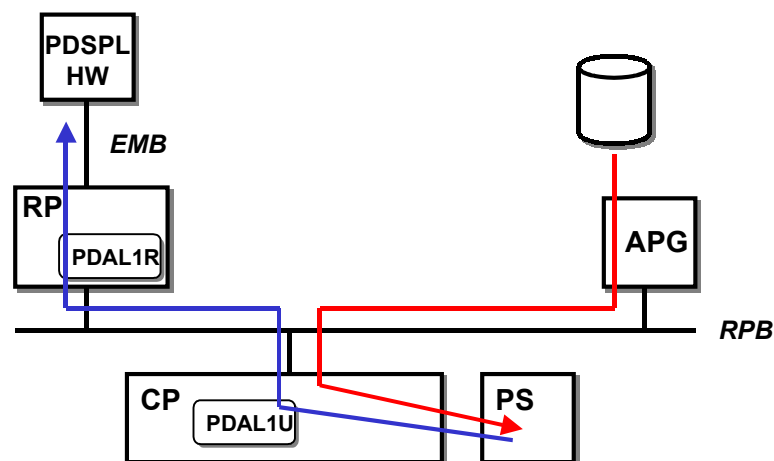 PDSPL
HW
EMB
RP
PDAL1R
APG
RPB
CP
PDAL1U
PS